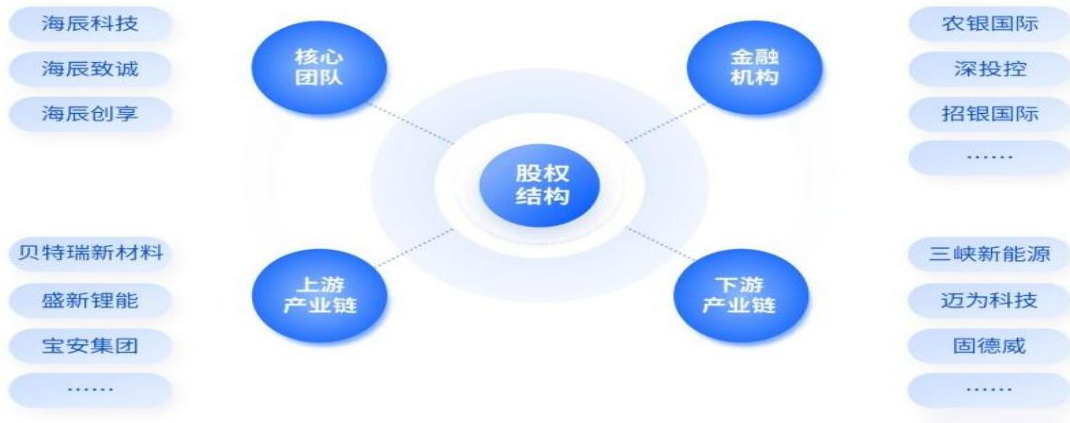 海辰科技
海辰致诚
海辰创享
核心
团队
金融
机构
农银国际
深投控
招银国际
……
股权
结构
贝特瑞新材料
盛新锂能
宝安集团
……
上游
产业链
下游
产业链
三峡新能源
迈为科技
固德威
……